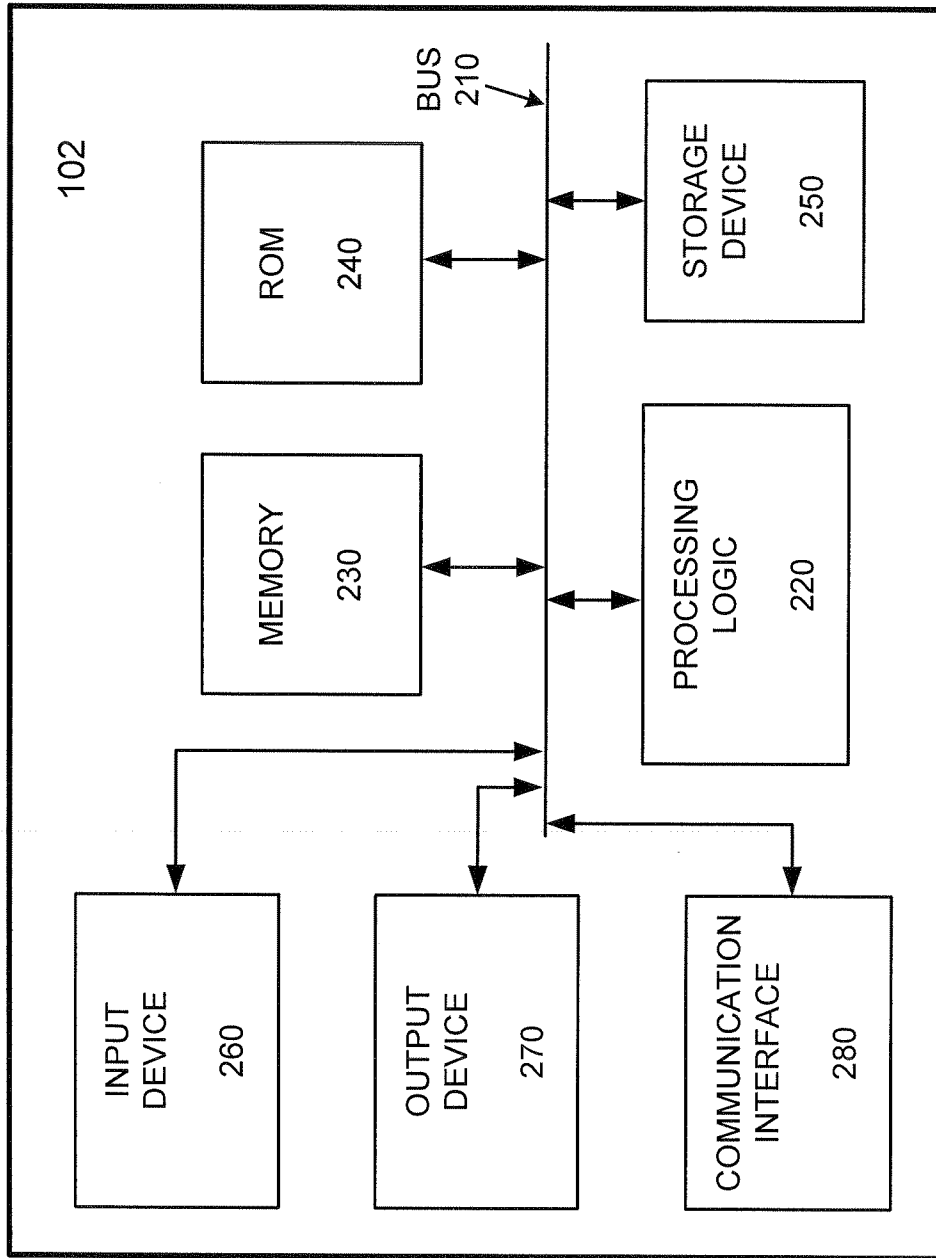 102
INPUT
DEVICE
260
MEMORY
230
ROM
240
BUS
210
OUTPUT
DEVICE
270
COMMUNICATION
INTERFACE
280
PROCESSING
LOGIC
220
STORAGE
DEVICE
250